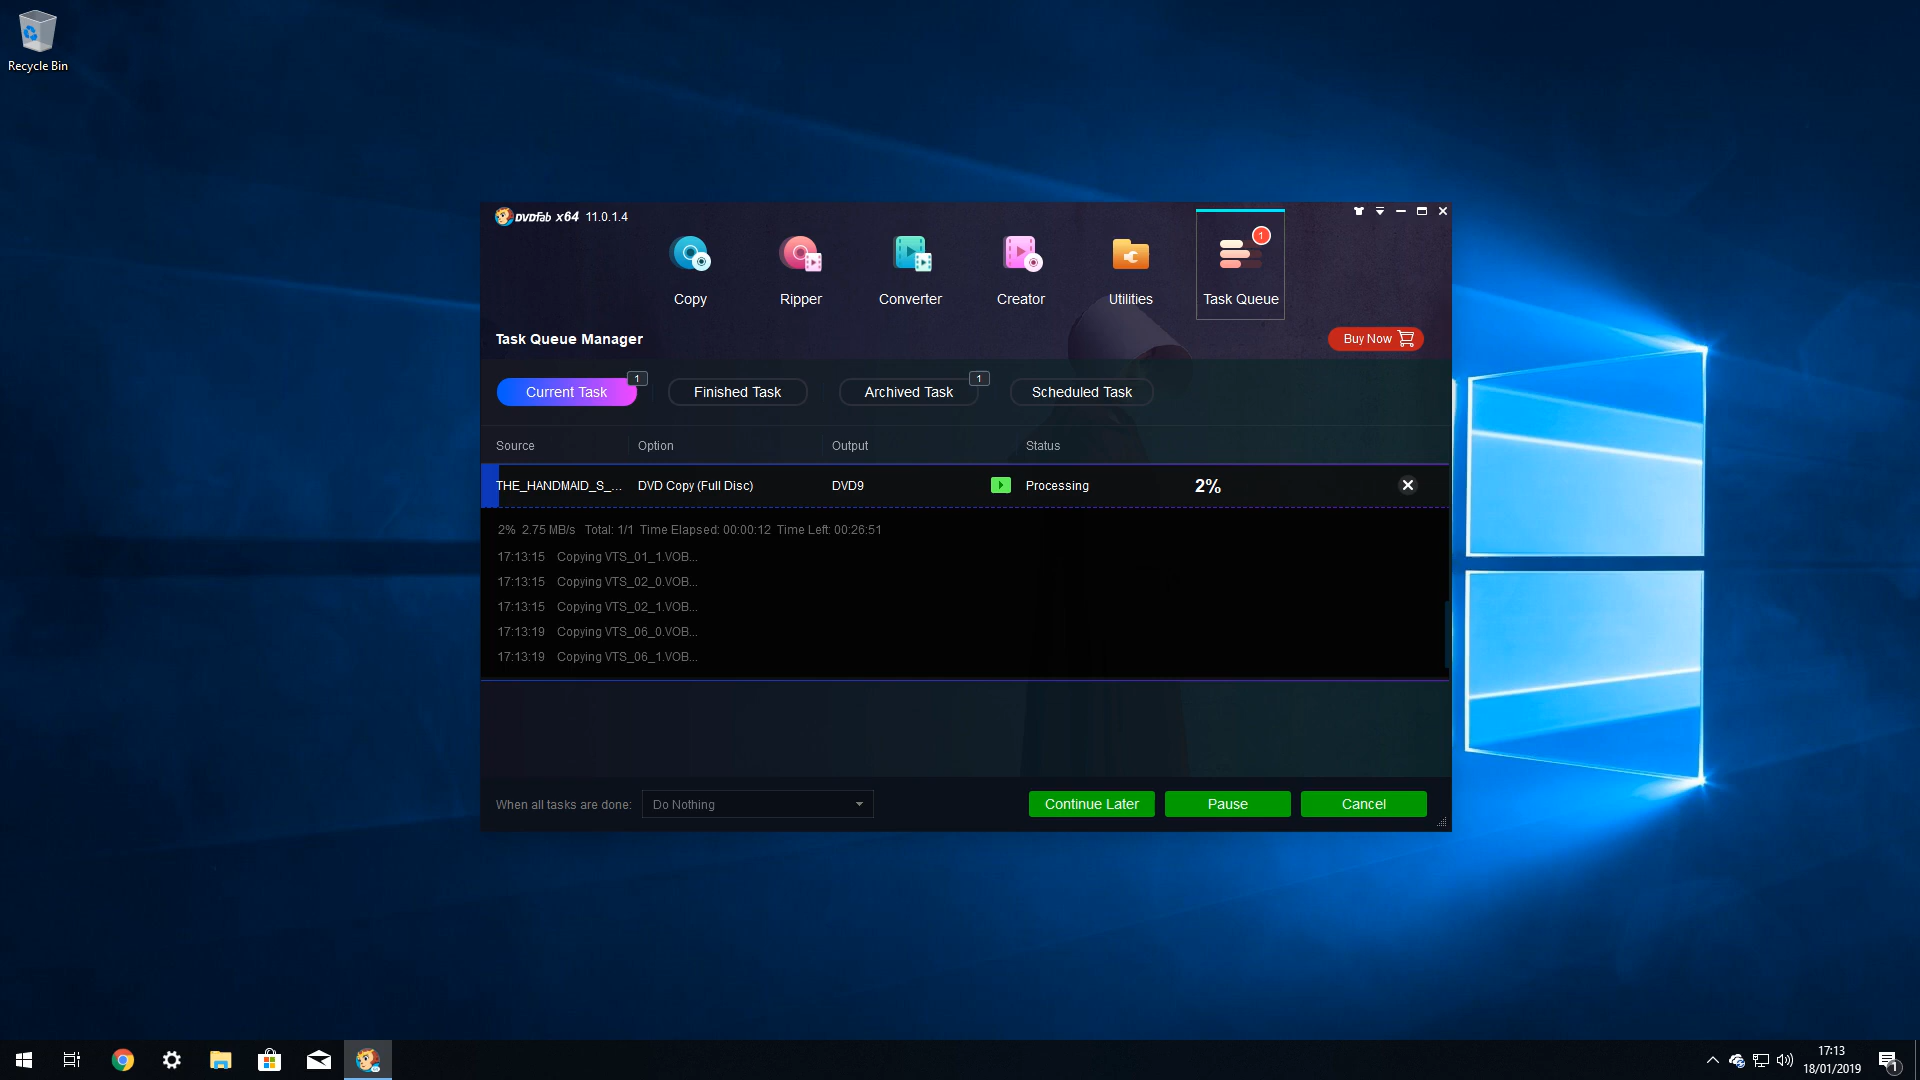 Recycle Bin
DVDFab x64 11.0.1.4
1
Copy
Ripper
Converter
Creator
Utilities
Task Queue
Task Queue Manager
Buy Now
Current Task
1
Finished Task
Archived Task
1
Scheduled Task
Source
Option
Output
Status
THE_HANDMAID_S_...
DVD Copy (Full Disc)
DVD9
Processing
2%
2% 2.75 MB/s Total: 1/1 Time Elapsed: 00:00:12 Time Left: 00:26:51
17:13:15 Copying VTS_01_1.VOB...
17:13:15 Copying VTS_02_0.VOB...
17:13:15 Copying VTS_02_1.VOB...
17:13:19 Copying VTS_06_0.VOB...
17:13:19 Copying VTS_06_1.VOB...
When all tasks are done:
Do Nothing
Continue Later
Pause
Cancel
17:13
18/01/2019
1